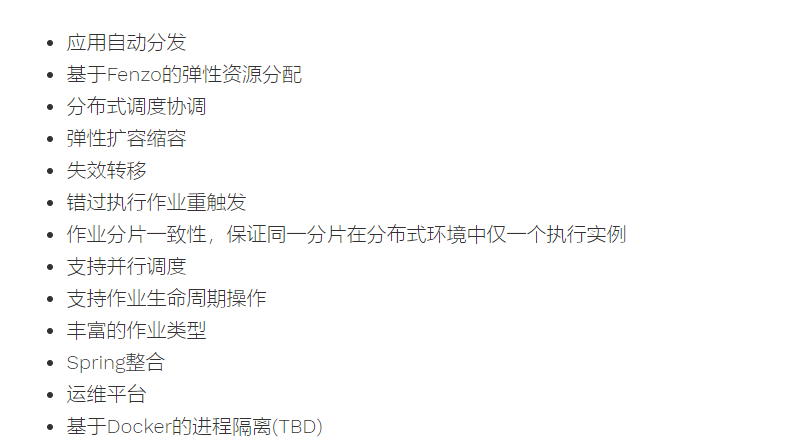 应用自动分发
基于Fenzo的弹性资源分配
分布式调度协调
弹性扩容缩容
失效转移
错过执行作业重触发
作业分片一致性，保证同一分片在分布式环境中仅一个执行实例
支持并行调度
支持作业生命周期操作
丰富的作业类型
Spring整合
运维平台
基于Docker的进程隔离(TBD)